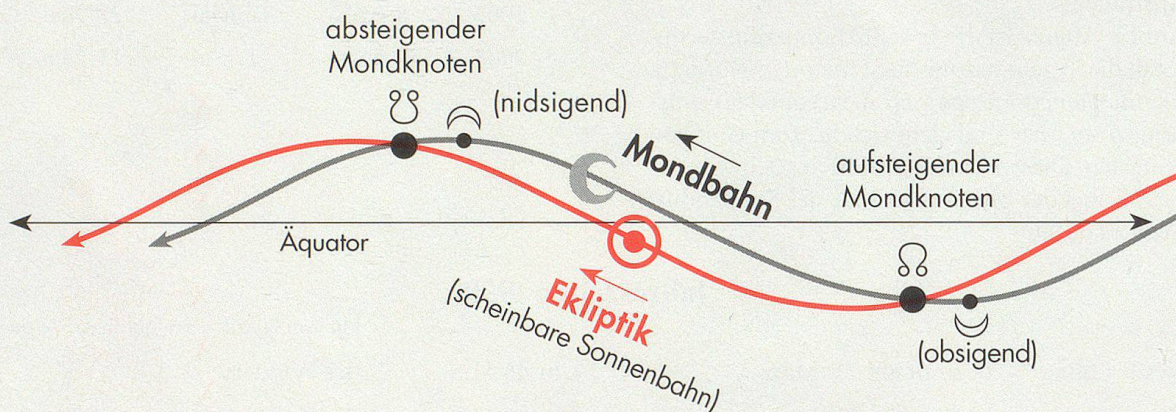 absteigender
Mondknoten
☋
(nidsigend)
Mondbahn
aufsteigender
Mondknoten
Äquator
☊
Ekliptik
(scheinbare Sonnenbahn)
(obsigend)